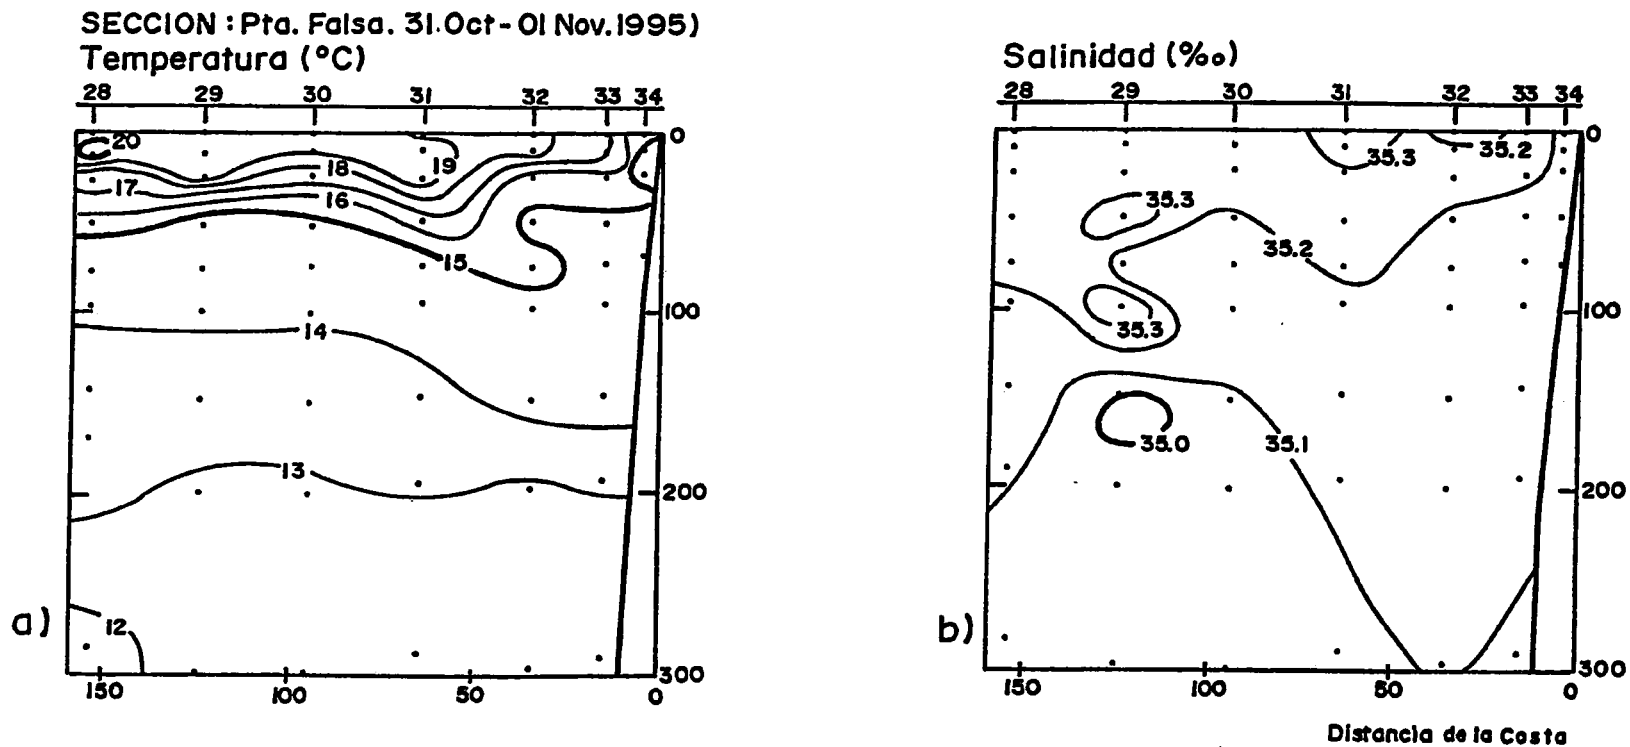 SECCION : Pta. Falsa. 31.Oct - 01 Nov. 1995)
Temperatura (°C)
28 29 30 31 32 33 34
20
19
18
17
16
15
14
13
12
0
100
200
300
150 100 50 0
a)
Salinidad (‰)
28 29 30 31 32 33 34
35.3
35.2
35.3
35.2
35.3
35.0
35.1
0
100
200
300
150 100 50 0
b)
Distancia de la Costa